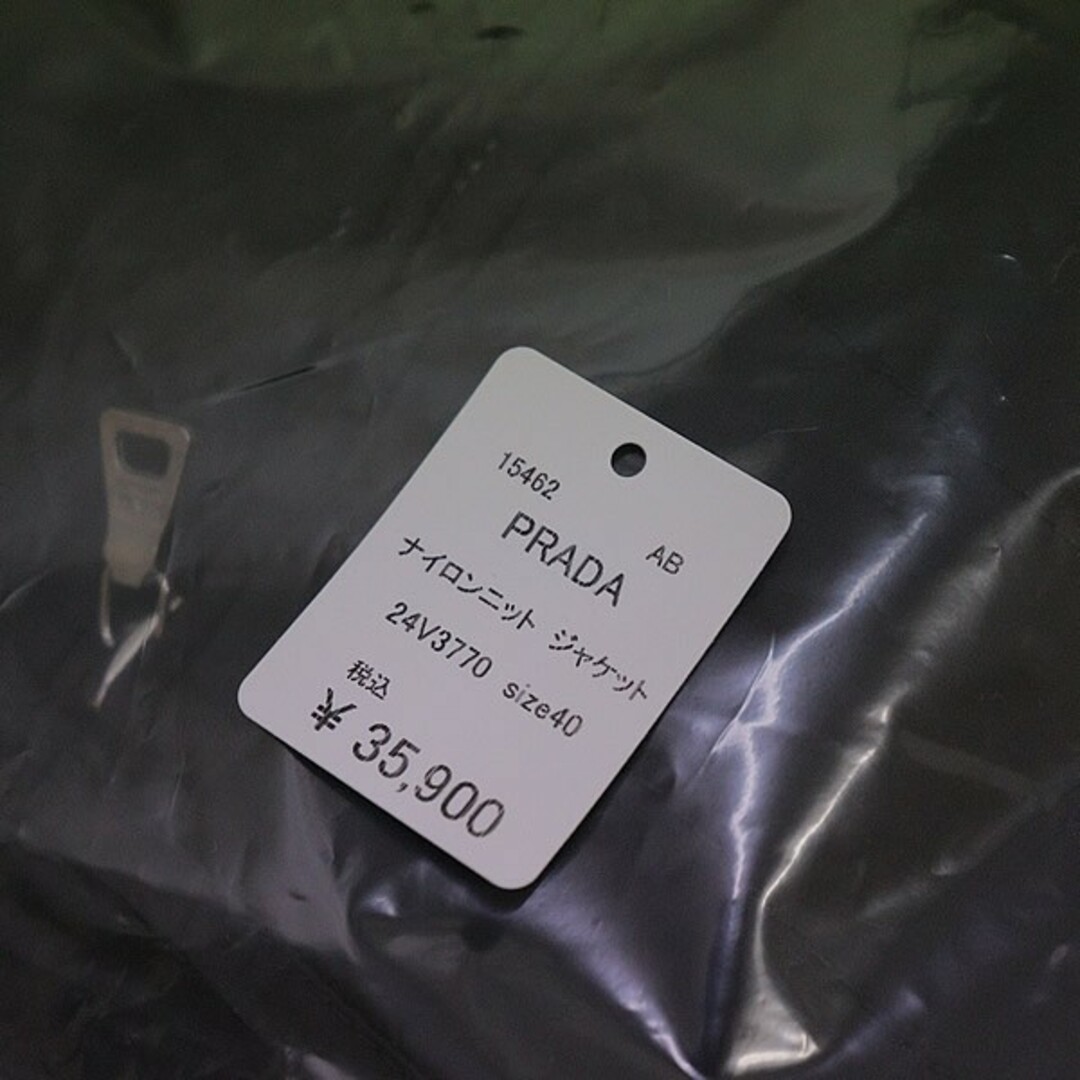 15462
AB
PRADA
ナイロンニット ジャケット
24V3770 size40
税込
¥ 35,900